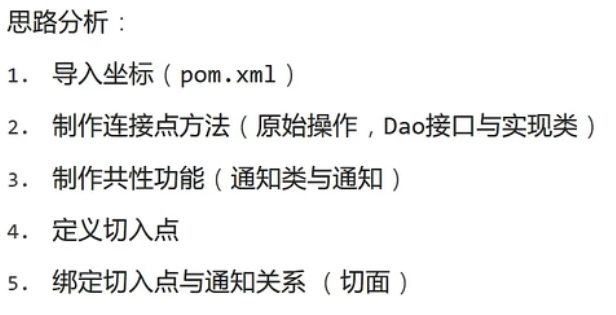 思路分析：
1. 导入坐标（pom.xml）
2. 制作连接点方法（原始操作，Dao接口与实现类）
3. 制作共性功能（通知类与通知）
4. 定义切入点
5. 绑定切入点与通知关系（切面）